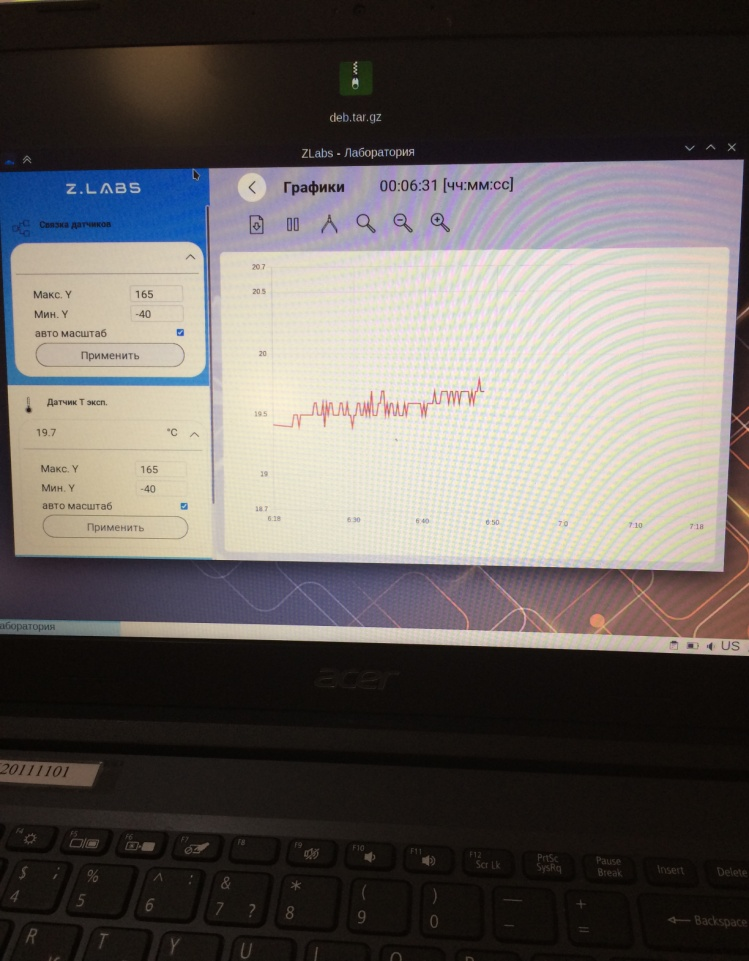 deb.tar.gz
ZLabs - Лаборатория
Z.LABS
Графики 00:06:31 [чч:мм:сс]
Связка датчиков
Макс. Y 165
Мин. Y -40
авто масштаб
Применить
Датчик Т эксп.
19.7 °C
Макс. Y 165
Мин. Y -40
авто масштаб
Применить
20.7
20.5
20
19.5
19
18.7
6:18 6:30 6:40 6:50 7:0 7:10 7:18
аборатория
US
acer
20111101
F4 F5 F6 F7 F8 F9 F10 F11 F12 Scr Lk PrtSc SysRq Pause Break Insert Delete
$ ; 4 % 5 ^ : 6 & 7 ? * 8 ( 9 ) 0 — - + = Backspace
R T Y U I